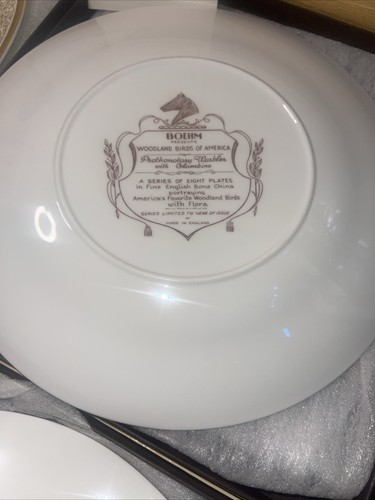 BOEHM
PRESENTS
WOODLAND BIRDS OF AMERICA
Prothonotary Warbler
with Columbine
A SERIES OF EIGHT PLATES
in Fine English Bone China
portraying
America's Favorite Woodland Birds
with Flora
SERIES LIMITED TO YEAR OF ISSUE
MADE IN ENGLAND